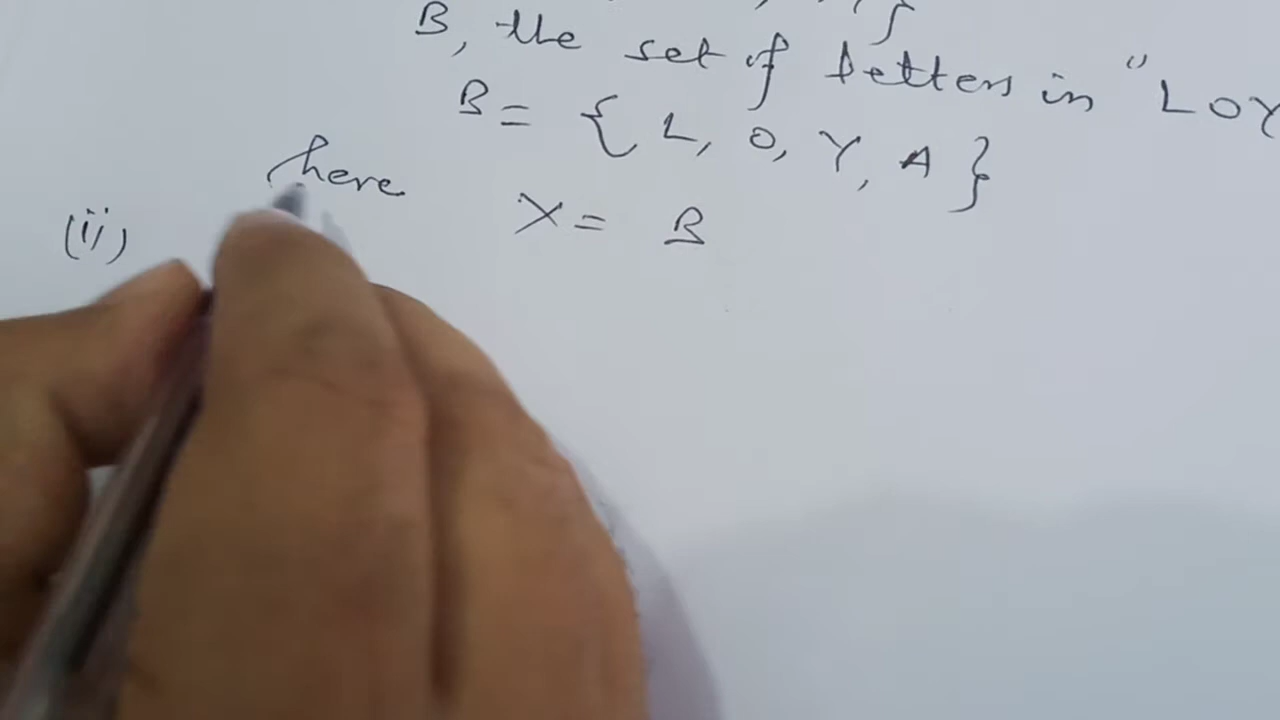 B, the set of letters in "LOY
B = { L, O, Y, A }
here X = B
(ii)